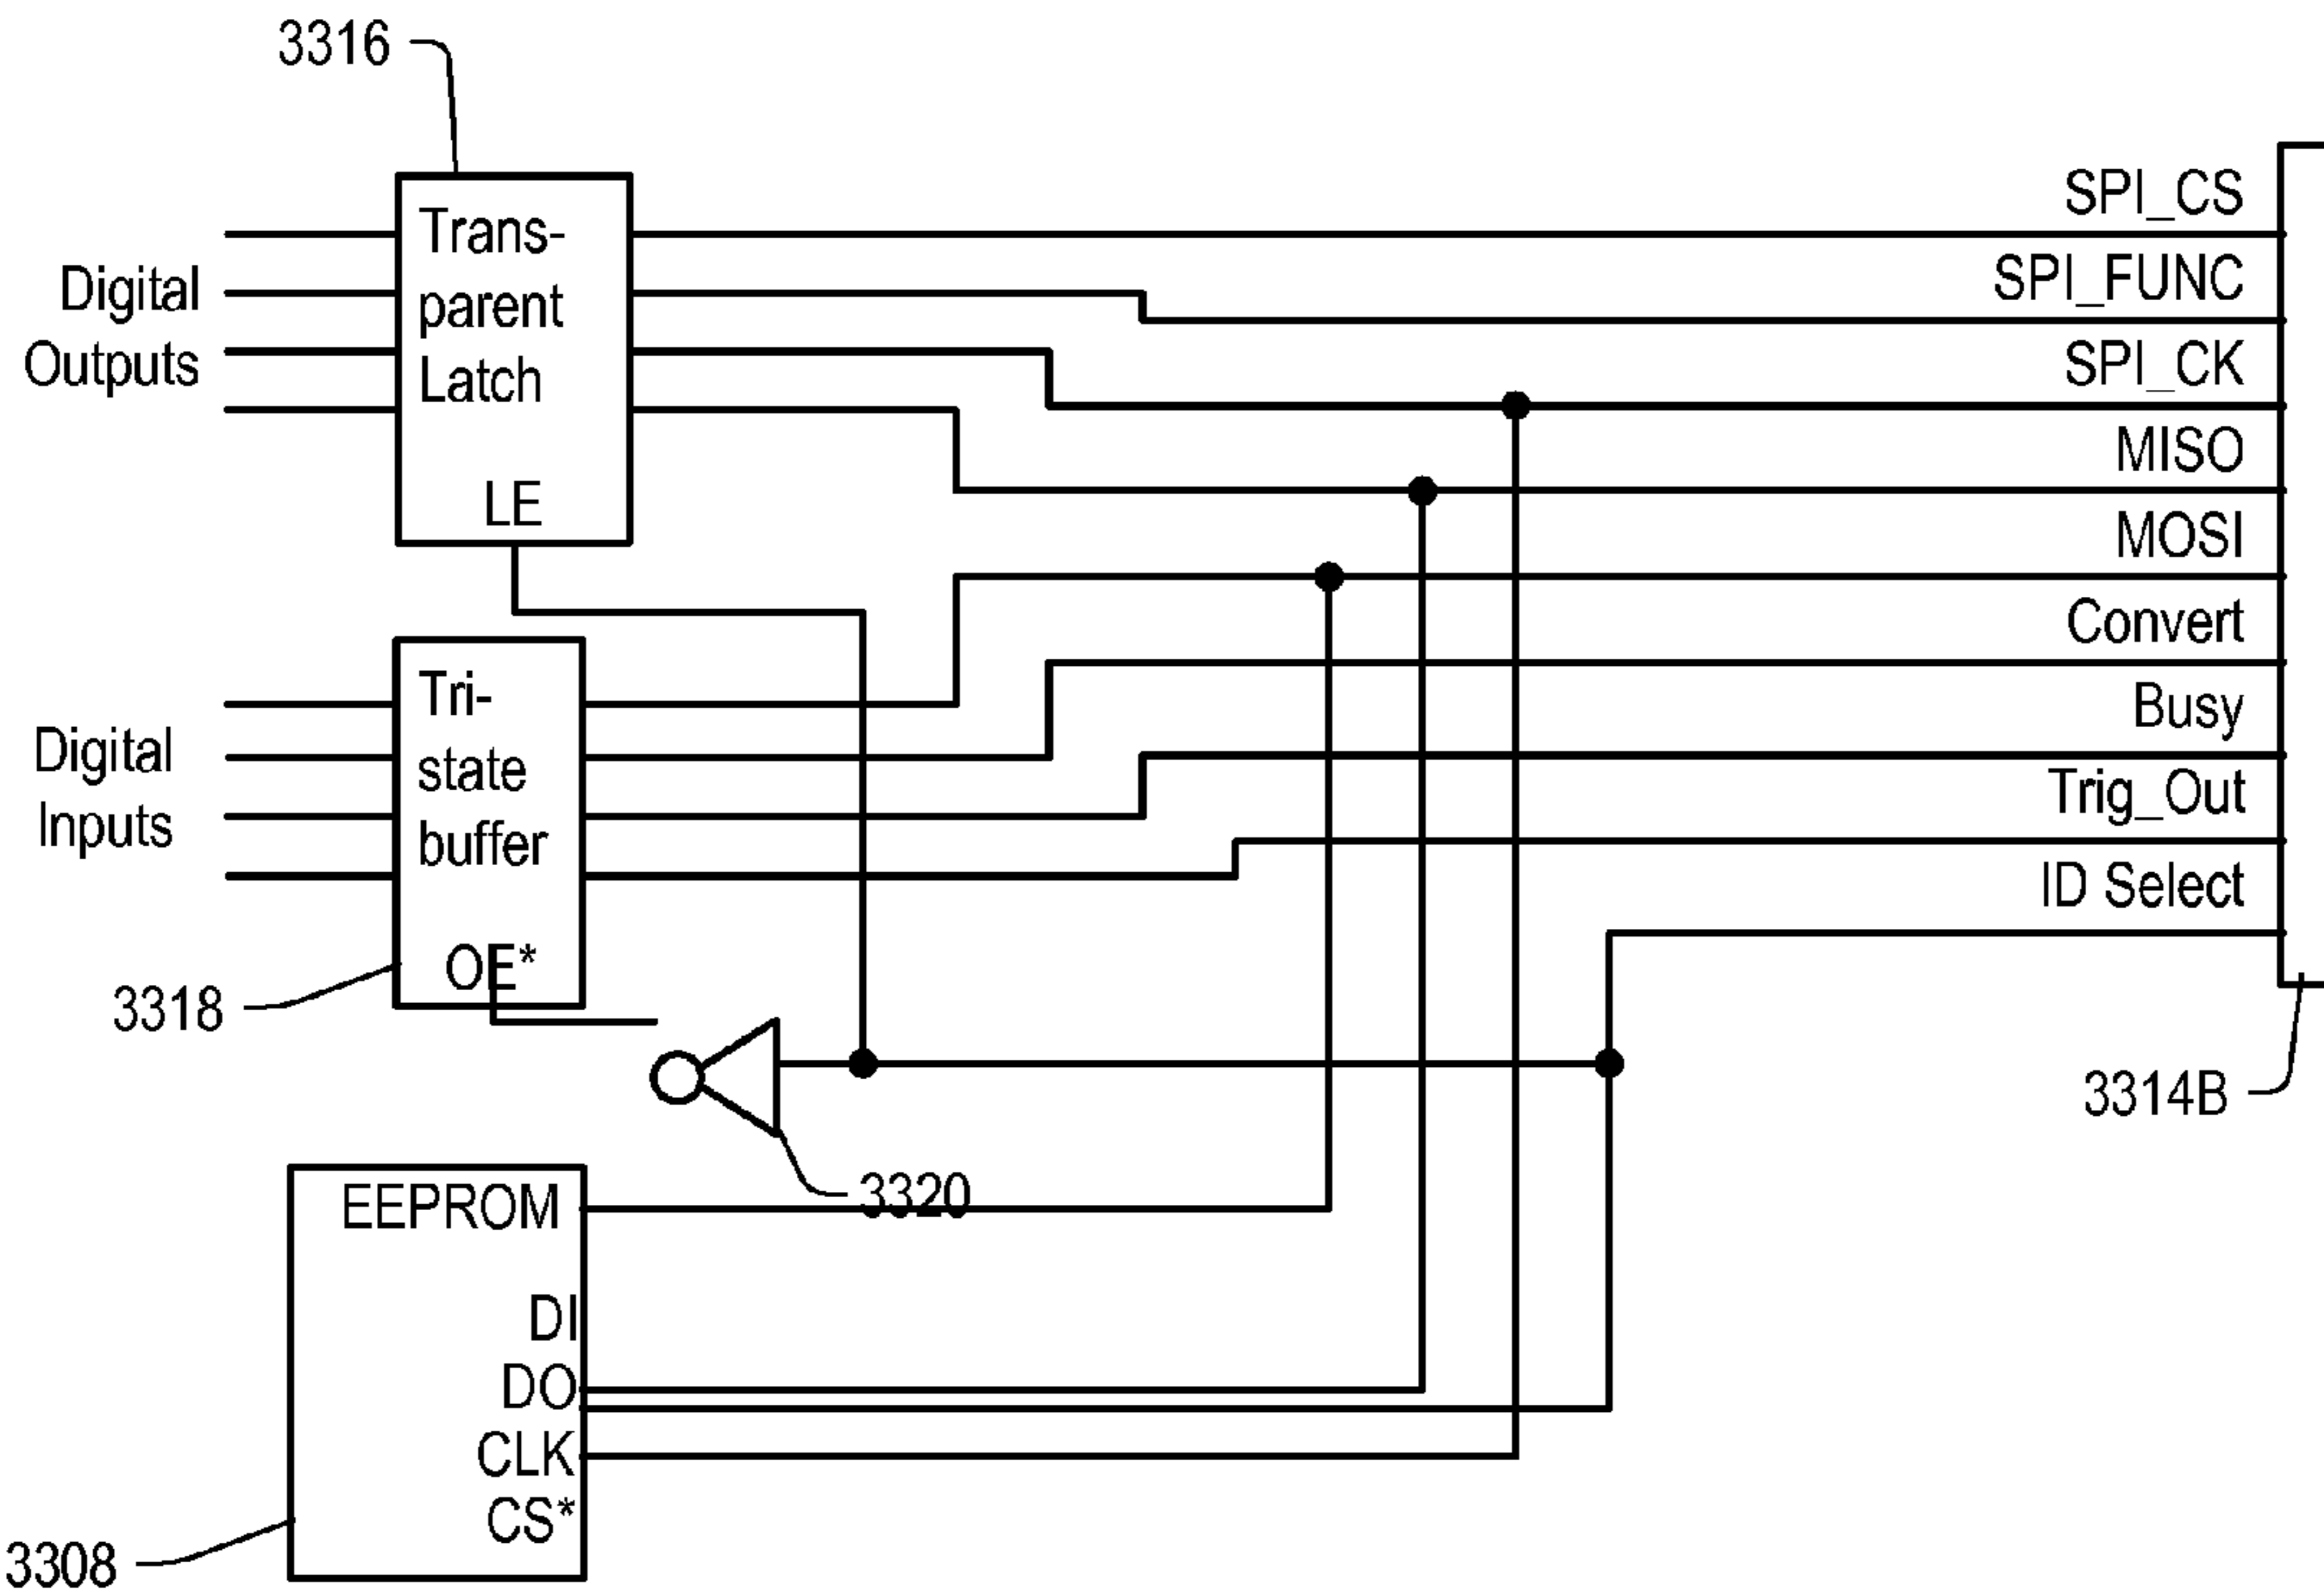 3316
SPI_CS
Trans-
SPI_FUNC
Digital
parent
SPI_CK
Outputs
Latch
MISO
LE
MOSI
Convert
Tri-
Busy
Digital
state
Trig_Out
Inputs
buffer
ID Select
OE*
3318
3314B
3320
EEPROM
DI
DO
CLK
CS*
3308